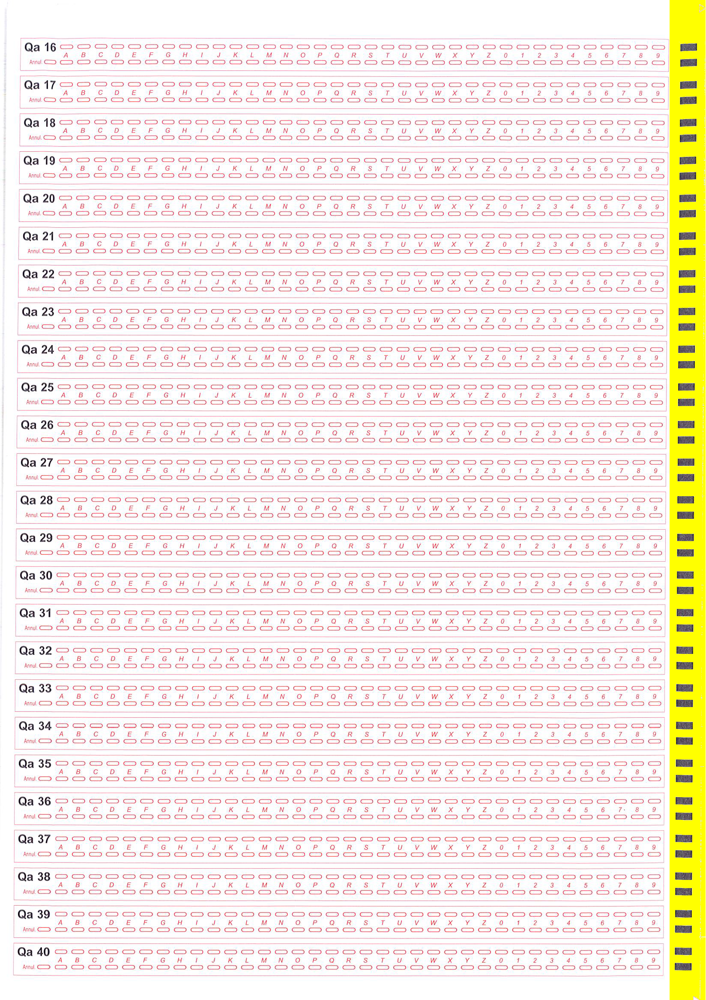 Qa 16
A B C D E F G H I J K L M N O P Q R S T U V W X Y Z 0 1 2 3 4 5 6 7 8 9
Annul.
Qa 17
A B C D E F G H I J K L M N O P Q R S T U V W X Y Z 0 1 2 3 4 5 6 7 8 9
Annul.
Qa 18
A B C D E F G H I J K L M N O P Q R S T U V W X Y Z 0 1 2 3 4 5 6 7 8 9
Annul.
Qa 19
A B C D E F G H I J K L M N O P Q R S T U V W X Y Z 0 1 2 3 4 5 6 7 8 9
Annul.
Qa 20
A B C D E F G H I J K L M N O P Q R S T U V W X Y Z 0 1 2 3 4 5 6 7 8 9
Annul.
Qa 21
A B C D E F G H I J K L M N O P Q R S T U V W X Y Z 0 1 2 3 4 5 6 7 8 9
Annul.
Qa 22
A B C D E F G H I J K L M N O P Q R S T U V W X Y Z 0 1 2 3 4 5 6 7 8 9
Annul.
Qa 23
A B C D E F G H I J K L M N O P Q R S T U V W X Y Z 0 1 2 3 4 5 6 7 8 9
Annul.
Qa 24
A B C D E F G H I J K L M N O P Q R S T U V W X Y Z 0 1 2 3 4 5 6 7 8 9
Annul.
Qa 25
A B C D E F G H I J K L M N O P Q R S T U V W X Y Z 0 1 2 3 4 5 6 7 8 9
Annul.
Qa 26
A B C D E F G H I J K L M N O P Q R S T U V W X Y Z 0 1 2 3 4 5 6 7 8 9
Annul.
Qa 27
A B C D E F G H I J K L M N O P Q R S T U V W X Y Z 0 1 2 3 4 5 6 7 8 9
Annul.
Qa 28
A B C D E F G H I J K L M N O P Q R S T U V W X Y Z 0 1 2 3 4 5 6 7 8 9
Annul.
Qa 29
A B C D E F G H I J K L M N O P Q R S T U V W X Y Z 0 1 2 3 4 5 6 7 8 9
Annul.
Qa 30
A B C D E F G H I J K L M N O P Q R S T U V W X Y Z 0 1 2 3 4 5 6 7 8 9
Annul.
Qa 31
A B C D E F G H I J K L M N O P Q R S T U V W X Y Z 0 1 2 3 4 5 6 7 8 9
Annul.
Qa 32
A B C D E F G H I J K L M N O P Q R S T U V W X Y Z 0 1 2 3 4 5 6 7 8 9
Annul.
Qa 33
A B C D E F G H I J K L M N O P Q R S T U V W X Y Z 0 1 2 3 4 5 6 7 8 9
Annul.
Qa 34
A B C D E F G H I J K L M N O P Q R S T U V W X Y Z 0 1 2 3 4 5 6 7 8 9
Annul.
Qa 35
A B C D E F G H I J K L M N O P Q R S T U V W X Y Z 0 1 2 3 4 5 6 7 8 9
Annul.
Qa 36
A B C D E F G H I J K L M N O P Q R S T U V W X Y Z 0 1 2 3 4 5 6 7 8 9
Annul.
Qa 37
A B C D E F G H I J K L M N O P Q R S T U V W X Y Z 0 1 2 3 4 5 6 7 8 9
Annul.
Qa 38
A B C D E F G H I J K L M N O P Q R S T U V W X Y Z 0 1 2 3 4 5 6 7 8 9
Annul.
Qa 39
A B C D E F G H I J K L M N O P Q R S T U V W X Y Z 0 1 2 3 4 5 6 7 8 9
Annul.
Qa 40
A B C D E F G H I J K L M N O P Q R S T U V W X Y Z 0 1 2 3 4 5 6 7 8 9
Annul.